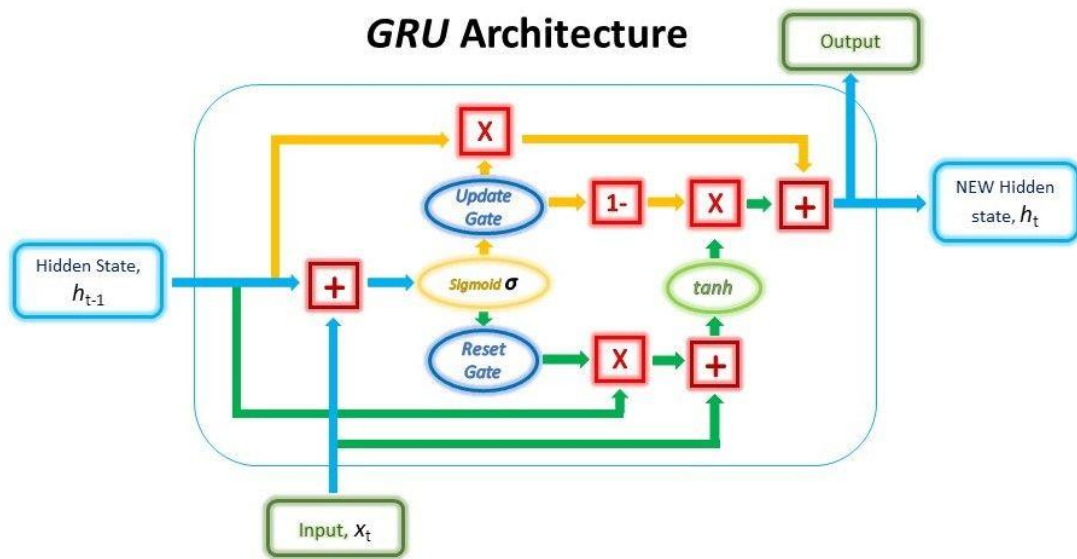 GRU Architecture
Output
X
Update
Gate
1-
X
+
NEW Hidden
state, hₜ
Hidden State,
hₜ₋₁
+
Sigmoid σ
tanh
Reset
Gate
X
+
Input, xₜ